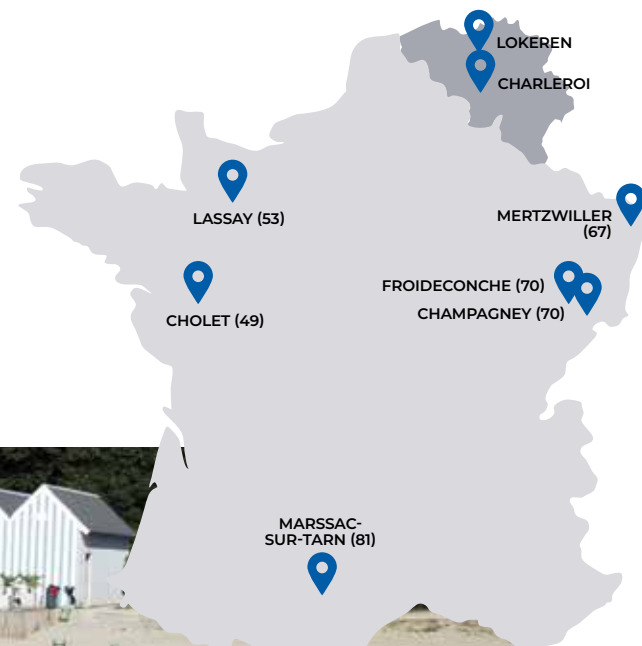 LOKEREN
CHARLEROI
LASSAY (53)
MERTZWILLER
(67)
FROIDECONCHE (70)
CHAMPAGNEY (70)
CHOLET (49)
MARSSAC-
SUR-TARN (81)